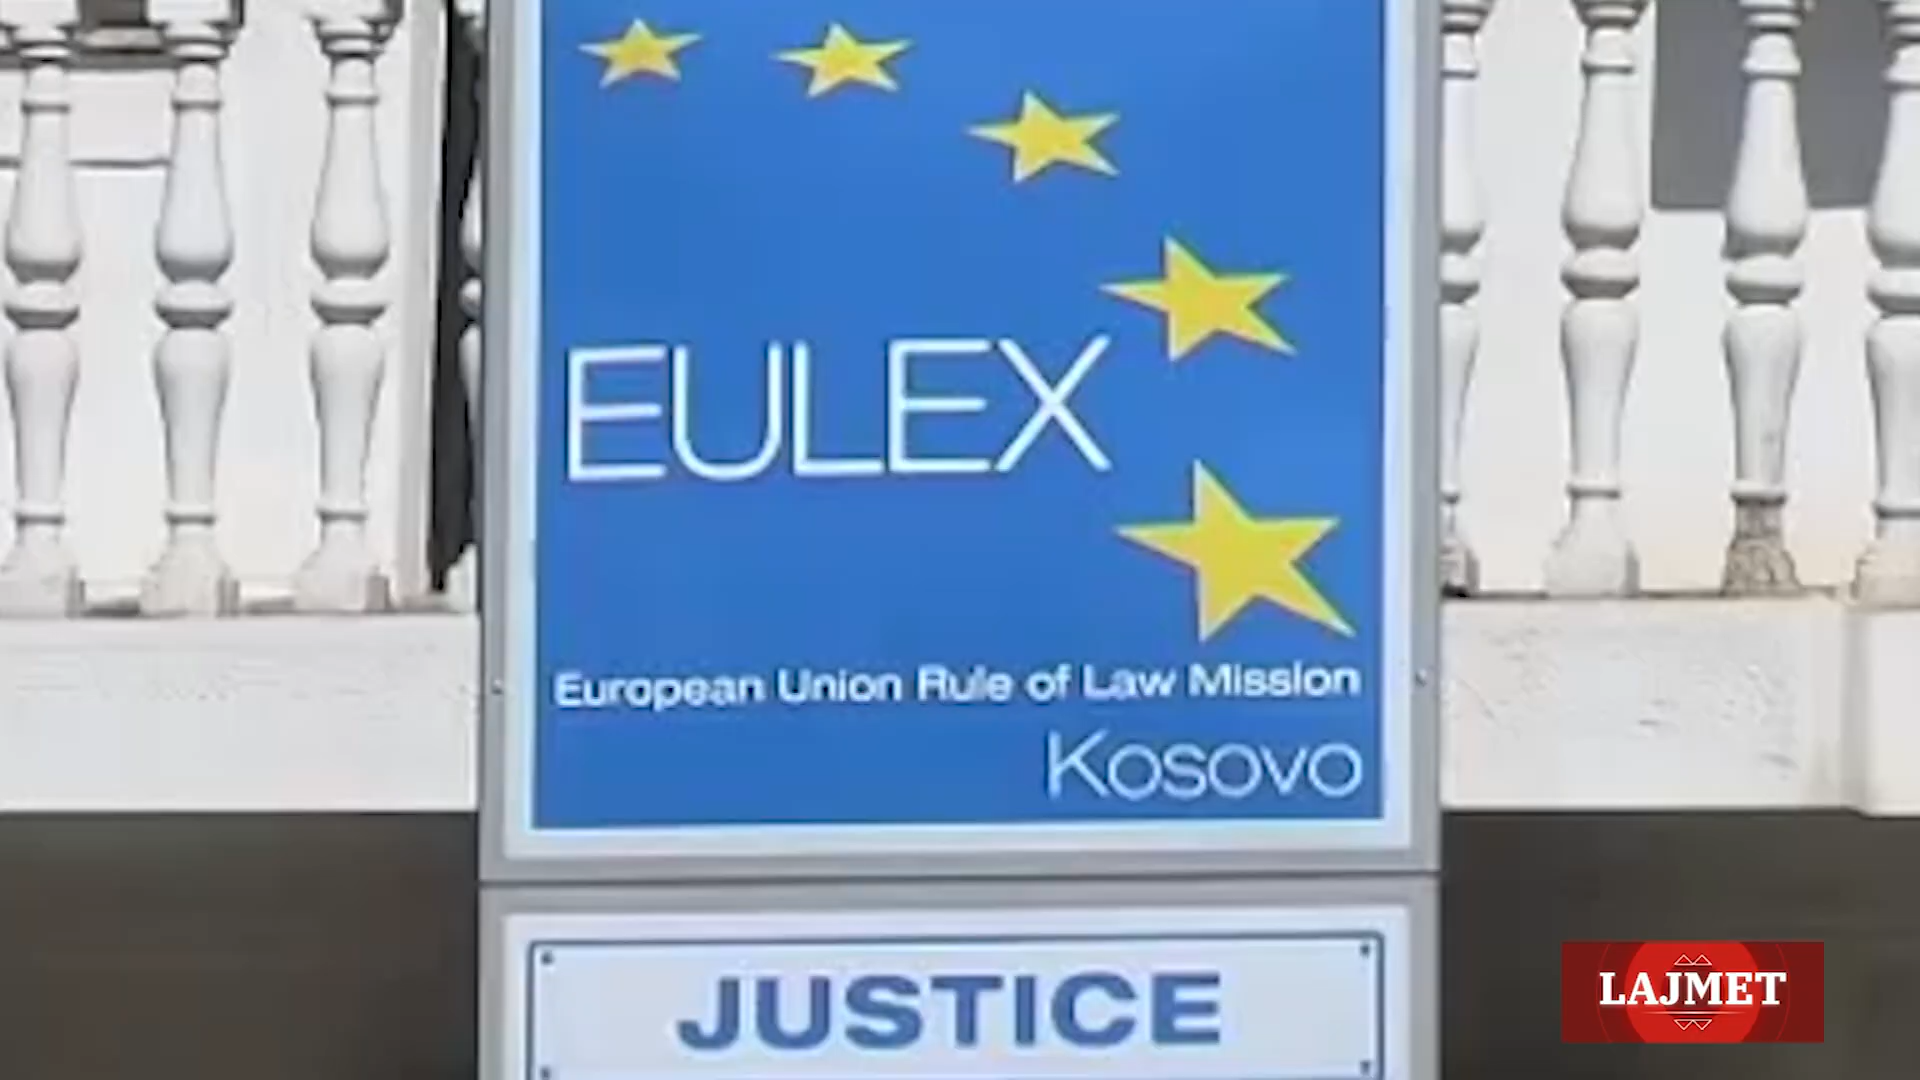 EULEX
European Union Rule of Law Mission
Kosovo
JUSTICE
LAJMET